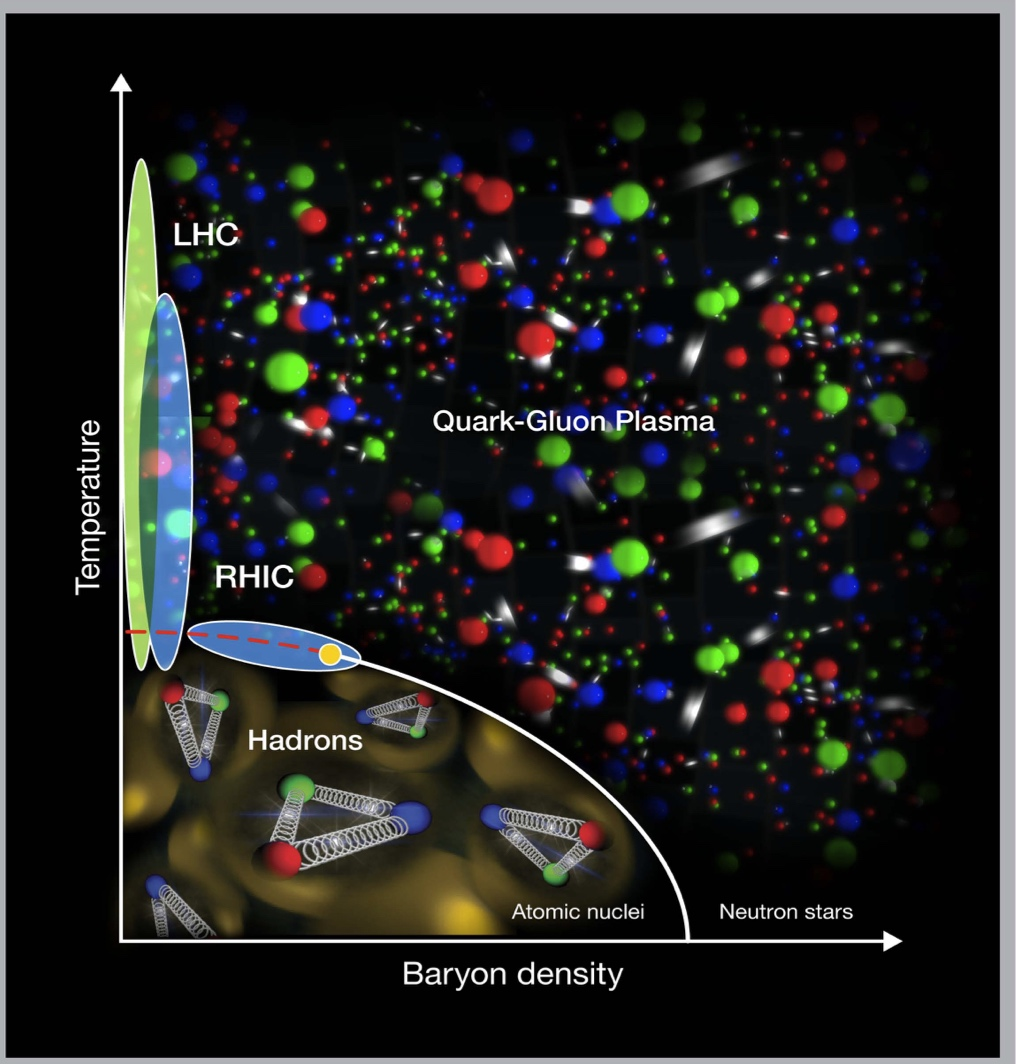 LHC
Quark-Gluon Plasma
Temperature
RHIC
Hadrons
Atomic nuclei
Neutron stars
Baryon density